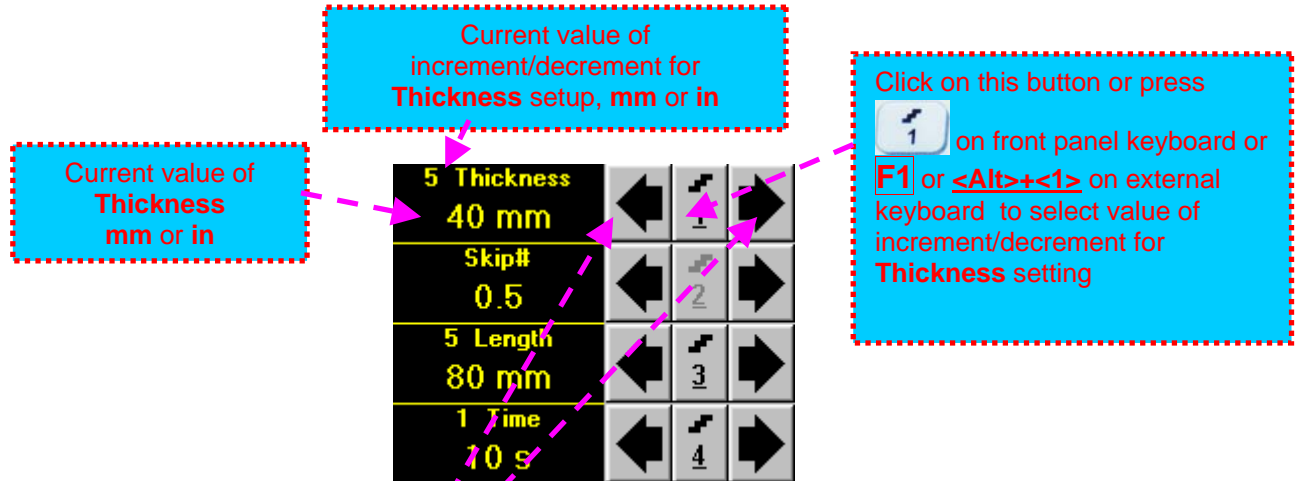 Current value of
increment/decrement for
Thickness setup, mm or in
Current value of
Thickness
mm or in
Click on this button or press
1 on front panel keyboard or
F1 or <Alt>+<1> on external
keyboard to select value of
increment/decrement for
Thickness setting
5 Thickness
40 mm
1
Skip#
0.5
2
5 Length
80 mm
3
1 Time
10 s
4